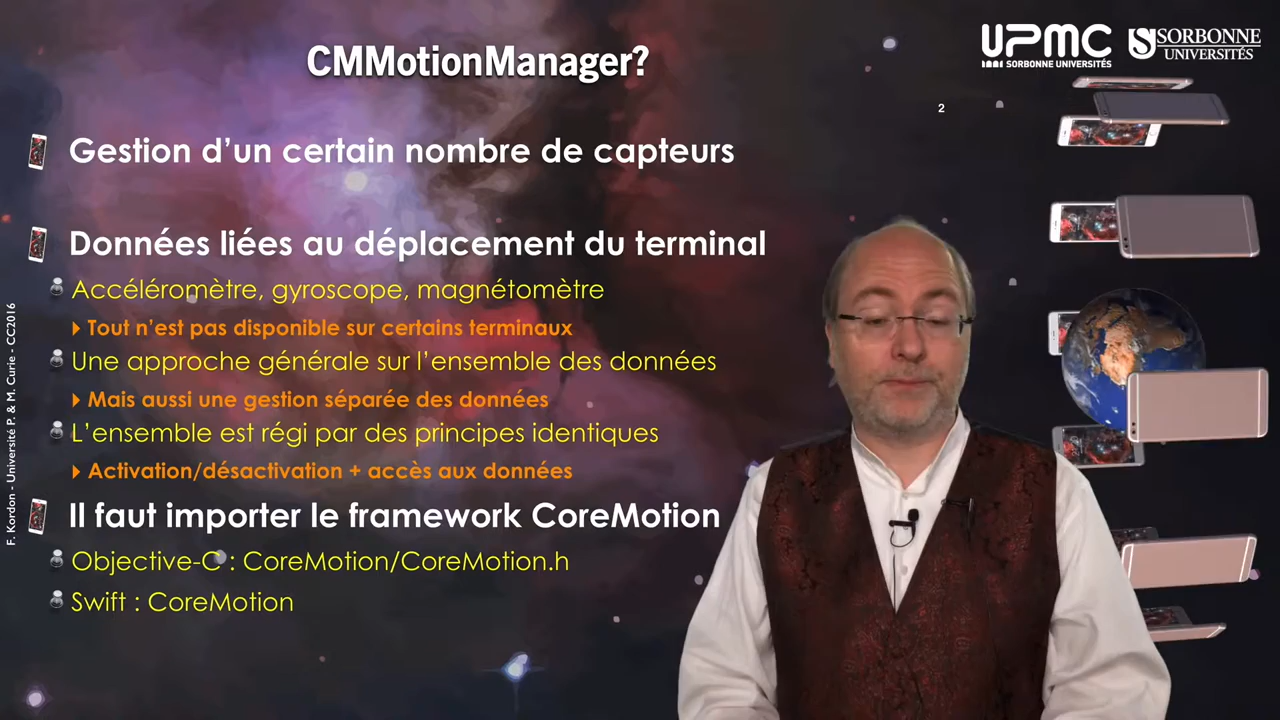 CMMotionManager?
UPMC
SORBONNE UNIVERSITÉS
SORBONNE
UNIVERSITÉS
2
Gestion d'un certain nombre de capteurs
Données liées au déplacement du terminal
Accéléromètre, gyroscope, magnétomètre
Tout n'est pas disponible sur certains terminaux
Une approche générale sur l'ensemble des données
Mais aussi une gestion séparée des données
L'ensemble est régi par des principes identiques
Activation/désactivation + accès aux données
Il faut importer le framework CoreMotion
Objective-C : CoreMotion/CoreMotion.h
Swift : CoreMotion
F. Kordon - Université P. & M. Curie - CC2016